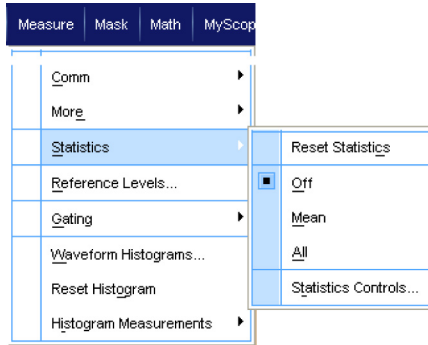 Measure Mask Math MyScop
Comm
More
Statistics
Reference Levels...
Gating
Waveform Histograms...
Reset Histogram
Histogram Measurements
Reset Statistics
Off
Mean
All
Statistics Controls...